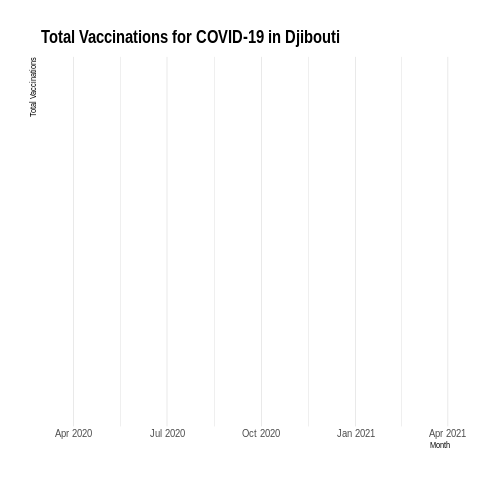 Total Vaccinations for COVID-19 in Djibouti
Total Vaccinations
Apr 2020
Jul 2020
Oct 2020
Jan 2021
Apr 2021
Month